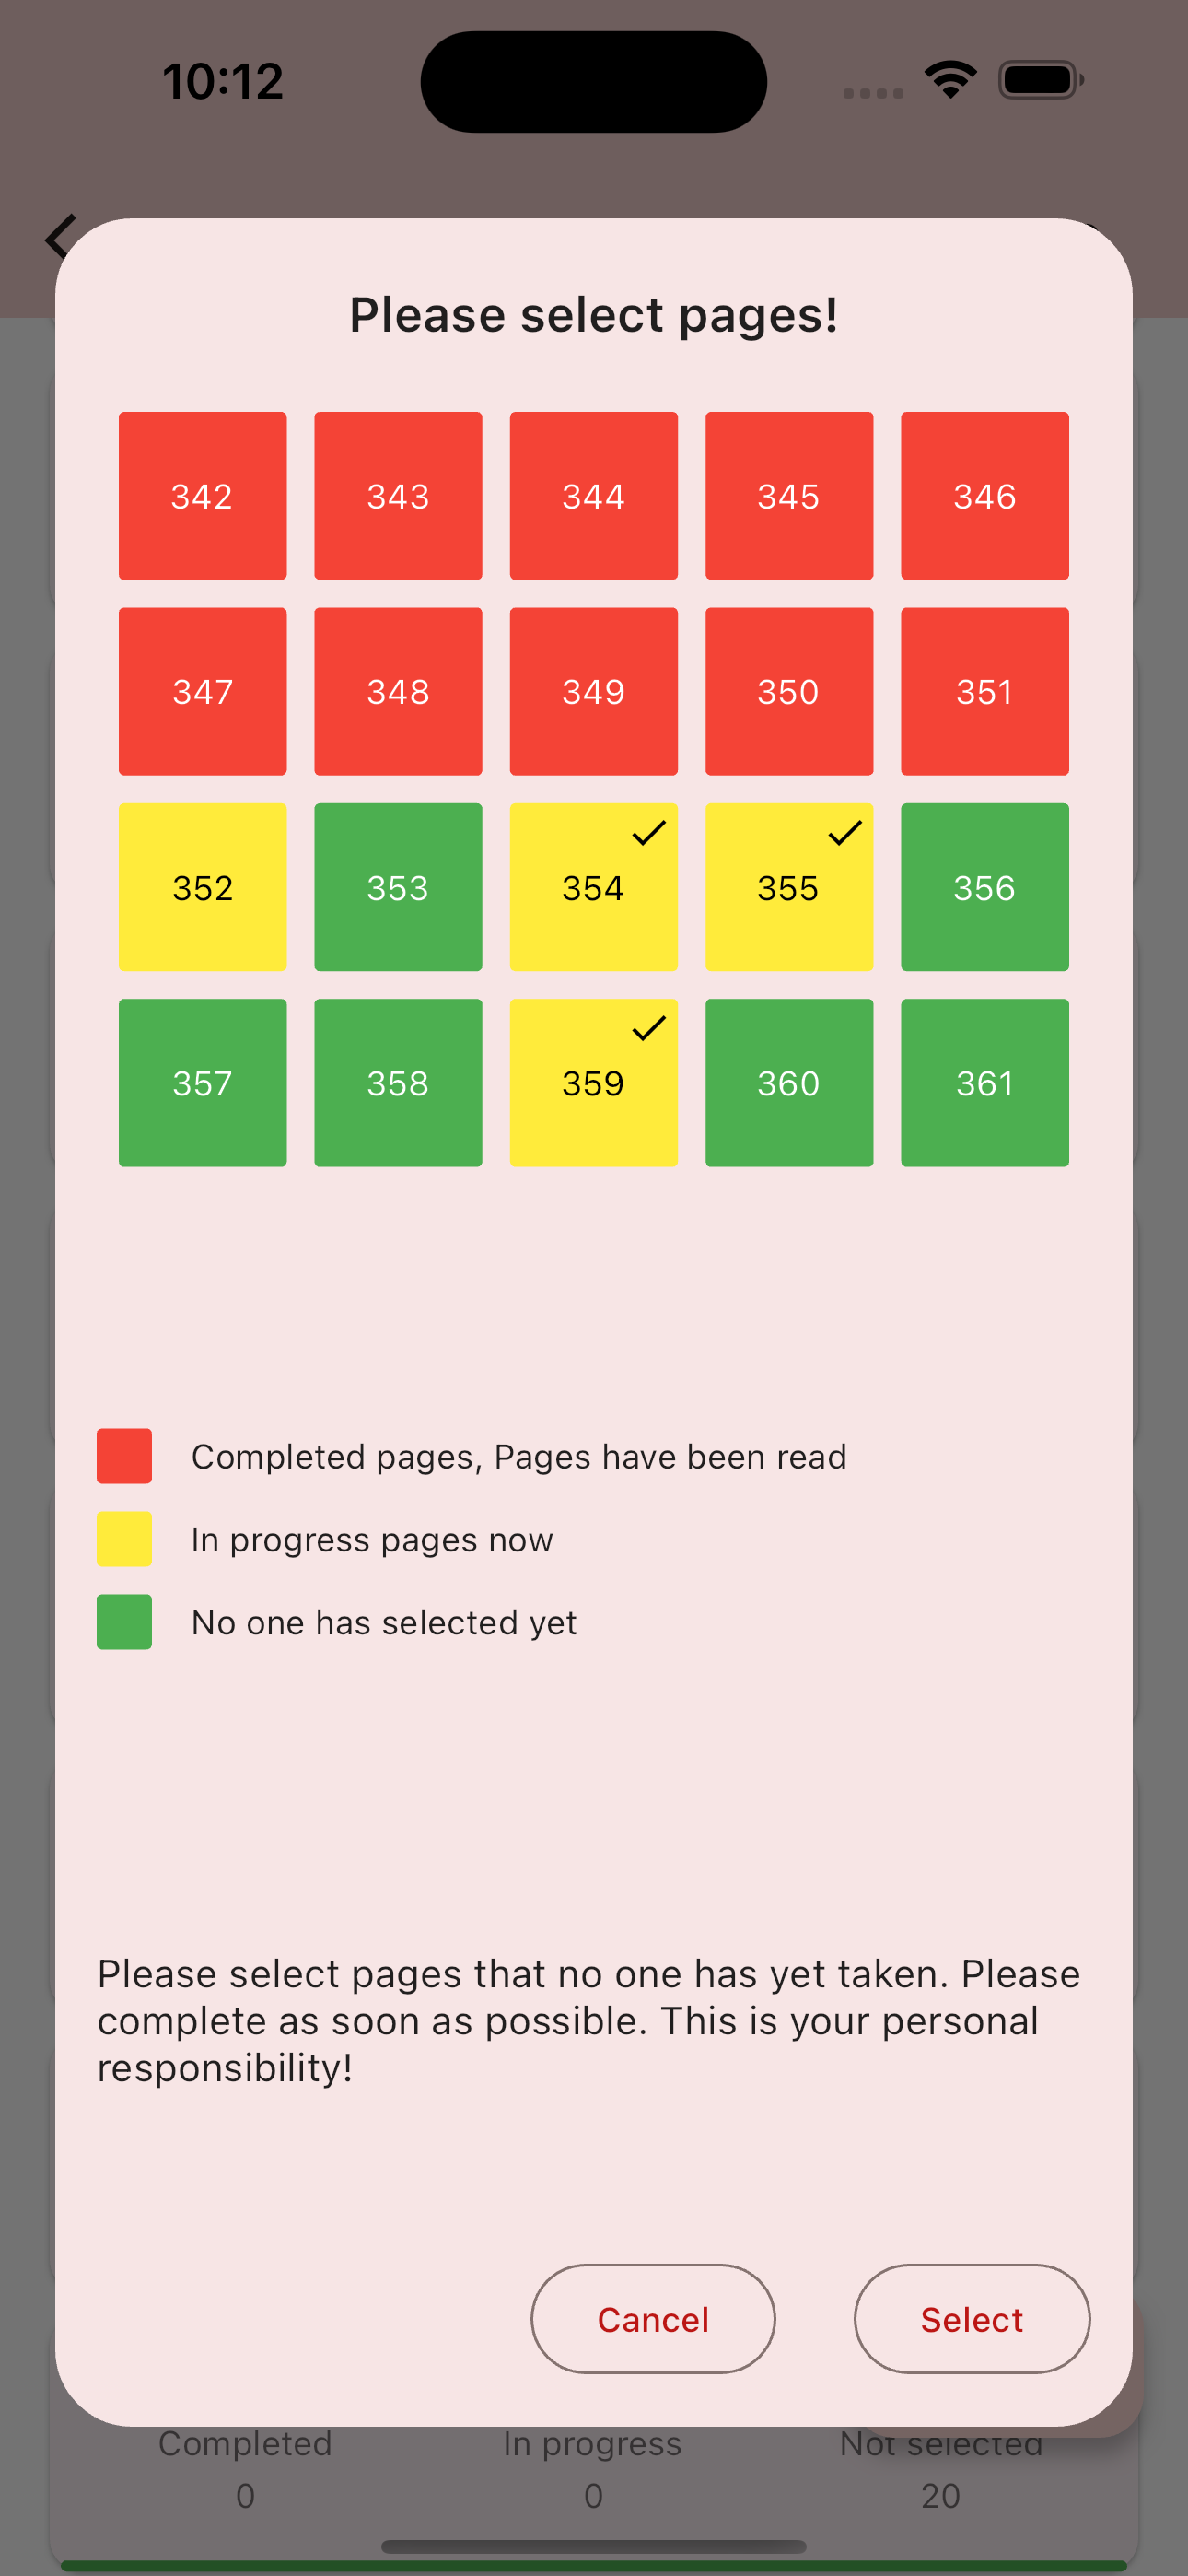 10:12
Please select pages!
342 343 344 345 346
347 348 349 350 351
352 353 354 355 356
357 358 359 360 361
Completed pages, Pages have been read
In progress pages now
No one has selected yet
Please select pages that no one has yet taken. Please
complete as soon as possible. This is your personal
responsibility!
Cancel Select
Completed In progress Not selected
0 0 20